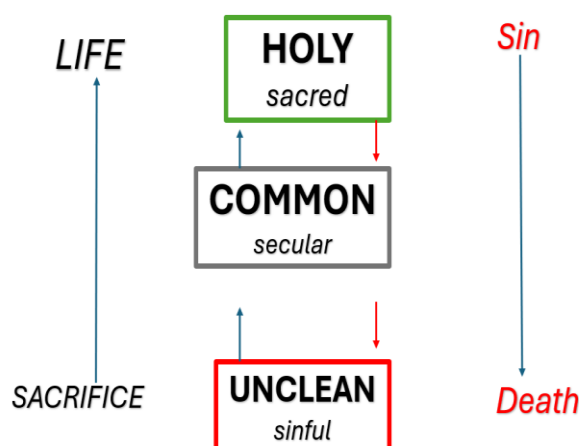 LIFE
HOLY
sacred
Sin
COMMON
secular
SACRIFICE
UNCLEAN
sinful
Death